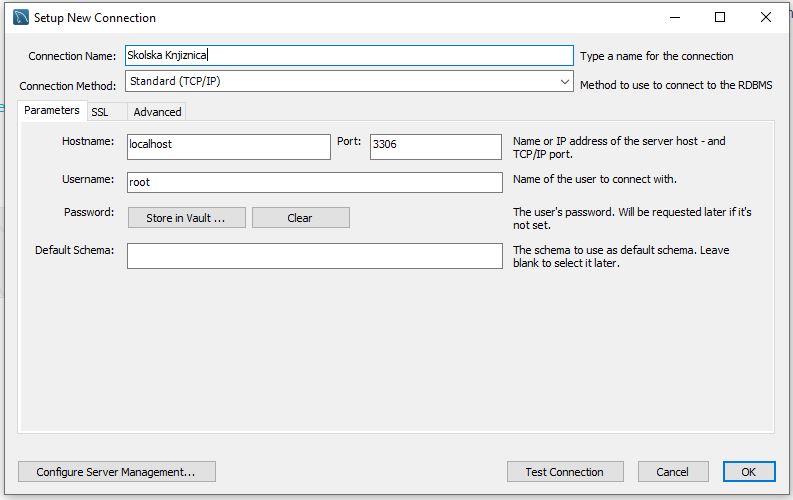 Setup New Connection
Connection Name: Skolska Knjiznica Type a name for the connection
Connection Method: Standard (TCP/IP) Method to use to connect to the RDBMS
Parameters SSL Advanced
Hostname: localhost Port: 3306 Name or IP address of the server host - and
TCP/IP port.
Username: root Name of the user to connect with.
Password: Store in Vault ... Clear The user's password. Will be requested later if it's
not set.
Default Schema: The schema to use as default schema. Leave
blank to select it later.
Configure Server Management... Test Connection Cancel OK